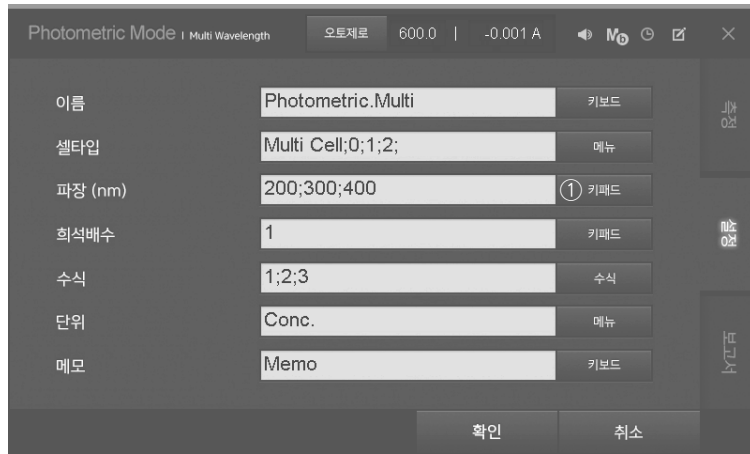 Photometric Mode | Multi Wavelength 오토제로 600.0 | -0.001 A
이름 Photometric.Multi 키보드
셀타입 Multi Cell;0;1;2; 메뉴
파장 (nm) 200;300;400 ① 키패드
희석배수 1 키패드
수식 1;2;3 수식
단위 Conc. 메뉴
메모 Memo 키보드
측정
설정
보고서
확인 취소